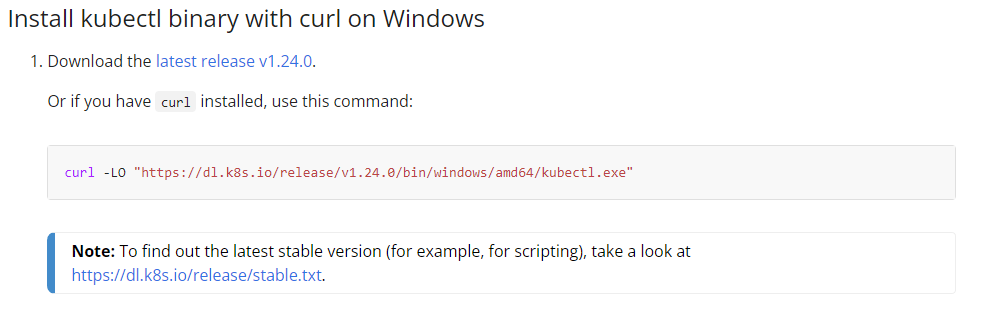 Install kubectl binary with curl on Windows
1. Download the latest release v1.24.0.
Or if you have curl installed, use this command:
curl -LO "https://dl.k8s.io/release/v1.24.0/bin/windows/amd64/kubectl.exe"
Note: To find out the latest stable version (for example, for scripting), take a look at
https://dl.k8s.io/release/stable.txt.